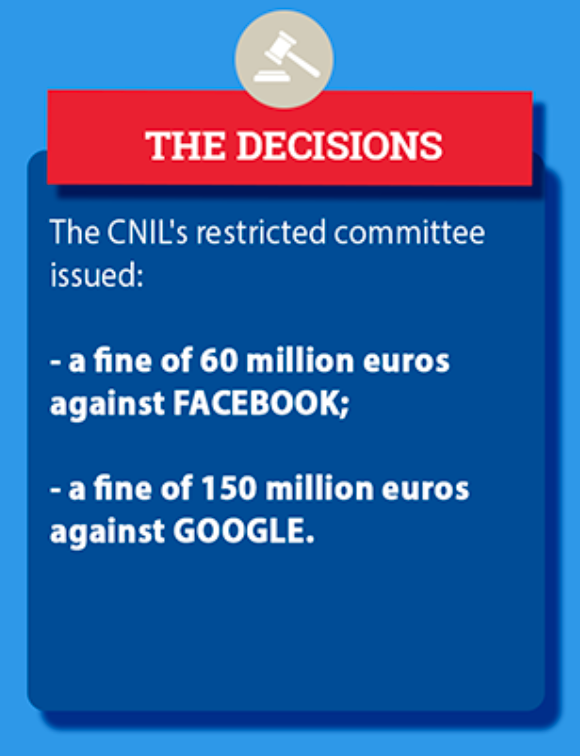 THE DECISIONS
The CNIL's restricted committee
issued:
- a fine of 60 million euros
against FACEBOOK;
- a fine of 150 million euros
against GOOGLE.